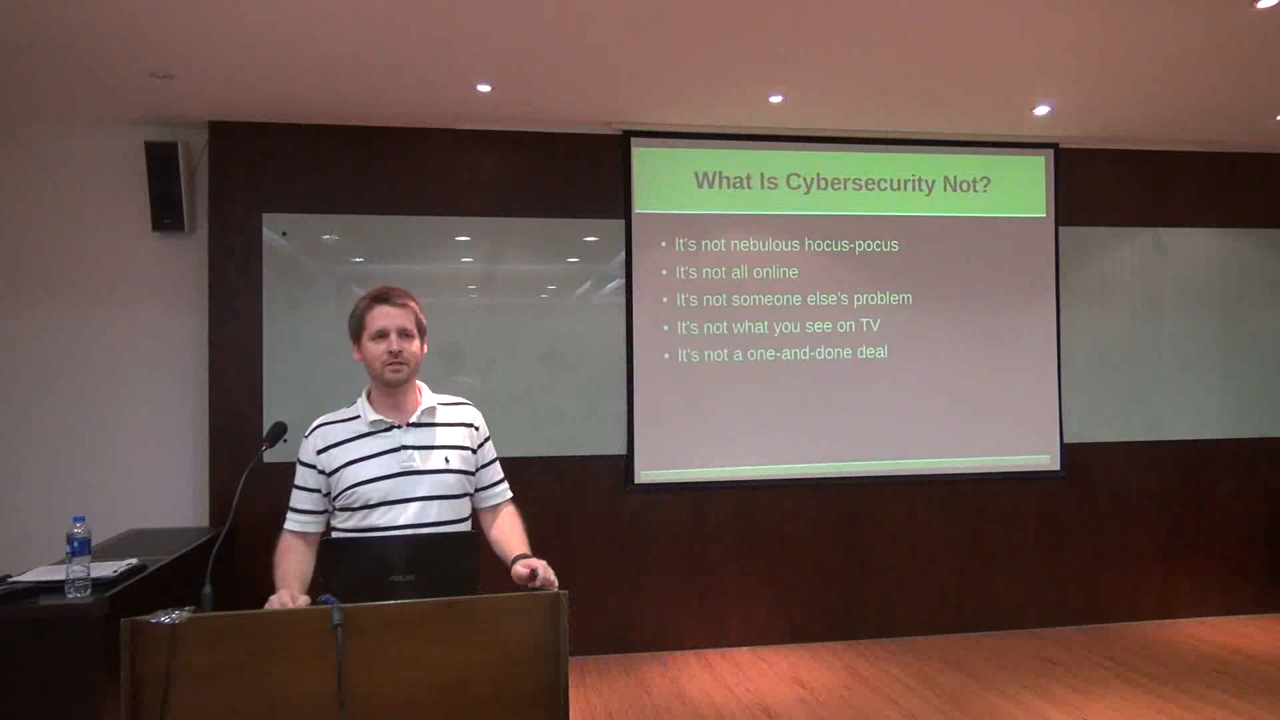 What Is Cybersecurity Not?
• It's not nebulous hocus-pocus
• It's not all online
• It's not someone else's problem
• It's not what you see on TV
• It's not a one-and-done deal
ASUS